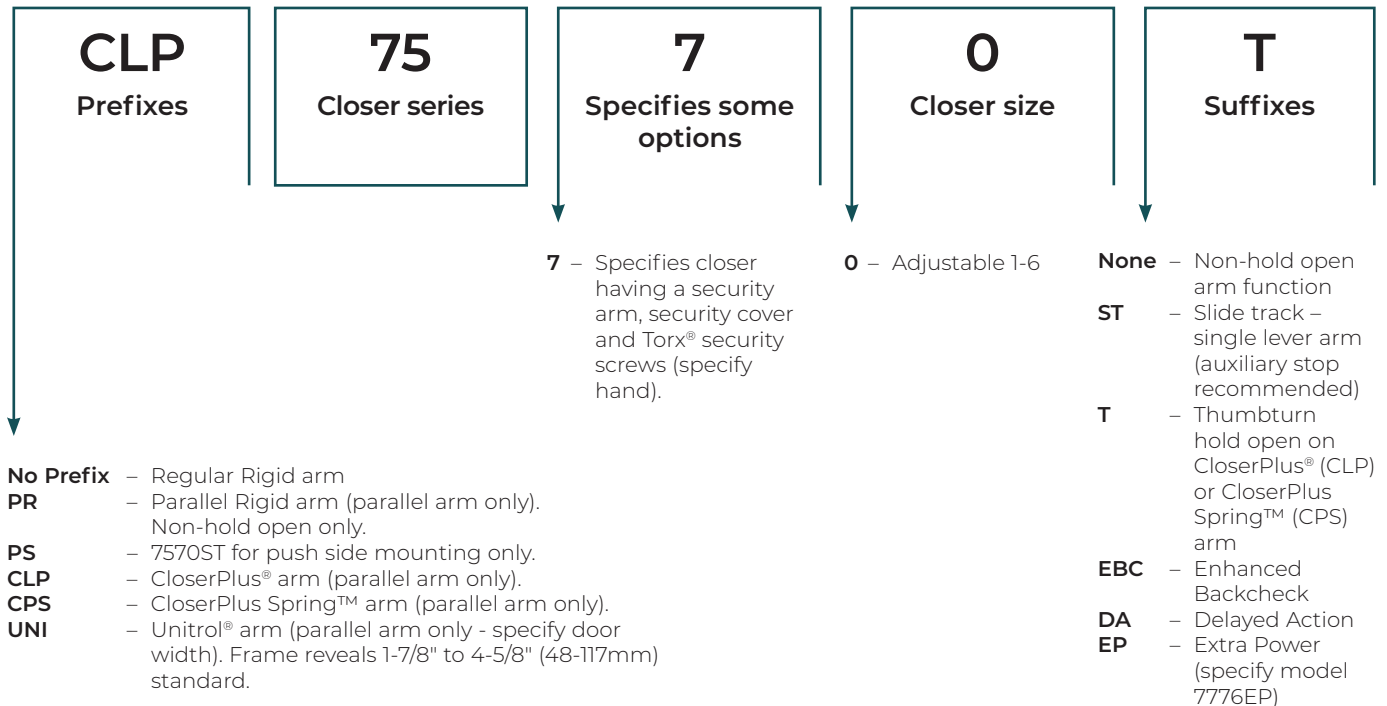 CLP
Prefixes
75
Closer series
7
Specifies some
options
0
Closer size
T
Suffixes
No Prefix – Regular Rigid arm
PR – Parallel Rigid arm (parallel arm only).
Non-hold open only.
PS – 7570ST for push side mounting only.
CLP – CloserPlus® arm (parallel arm only).
CPS – CloserPlus Spring™ arm (parallel arm only).
UNI – Unitrol® arm (parallel arm only - specify door
width). Frame reveals 1-7/8" to 4-5/8" (48-117mm)
standard.
7 – Specifies closer
having a security
arm, security cover
and Torx® security
screws (specify
hand).
0 – Adjustable 1-6
None – Non-hold open
arm function
ST – Slide track –
single lever arm
(auxiliary stop
recommended)
T – Thumbturn
hold open on
CloserPlus® (CLP)
or CloserPlus
Spring™ (CPS)
arm
EBC – Enhanced
Backcheck
DA – Delayed Action
EP – Extra Power
(specify model
7776EP)